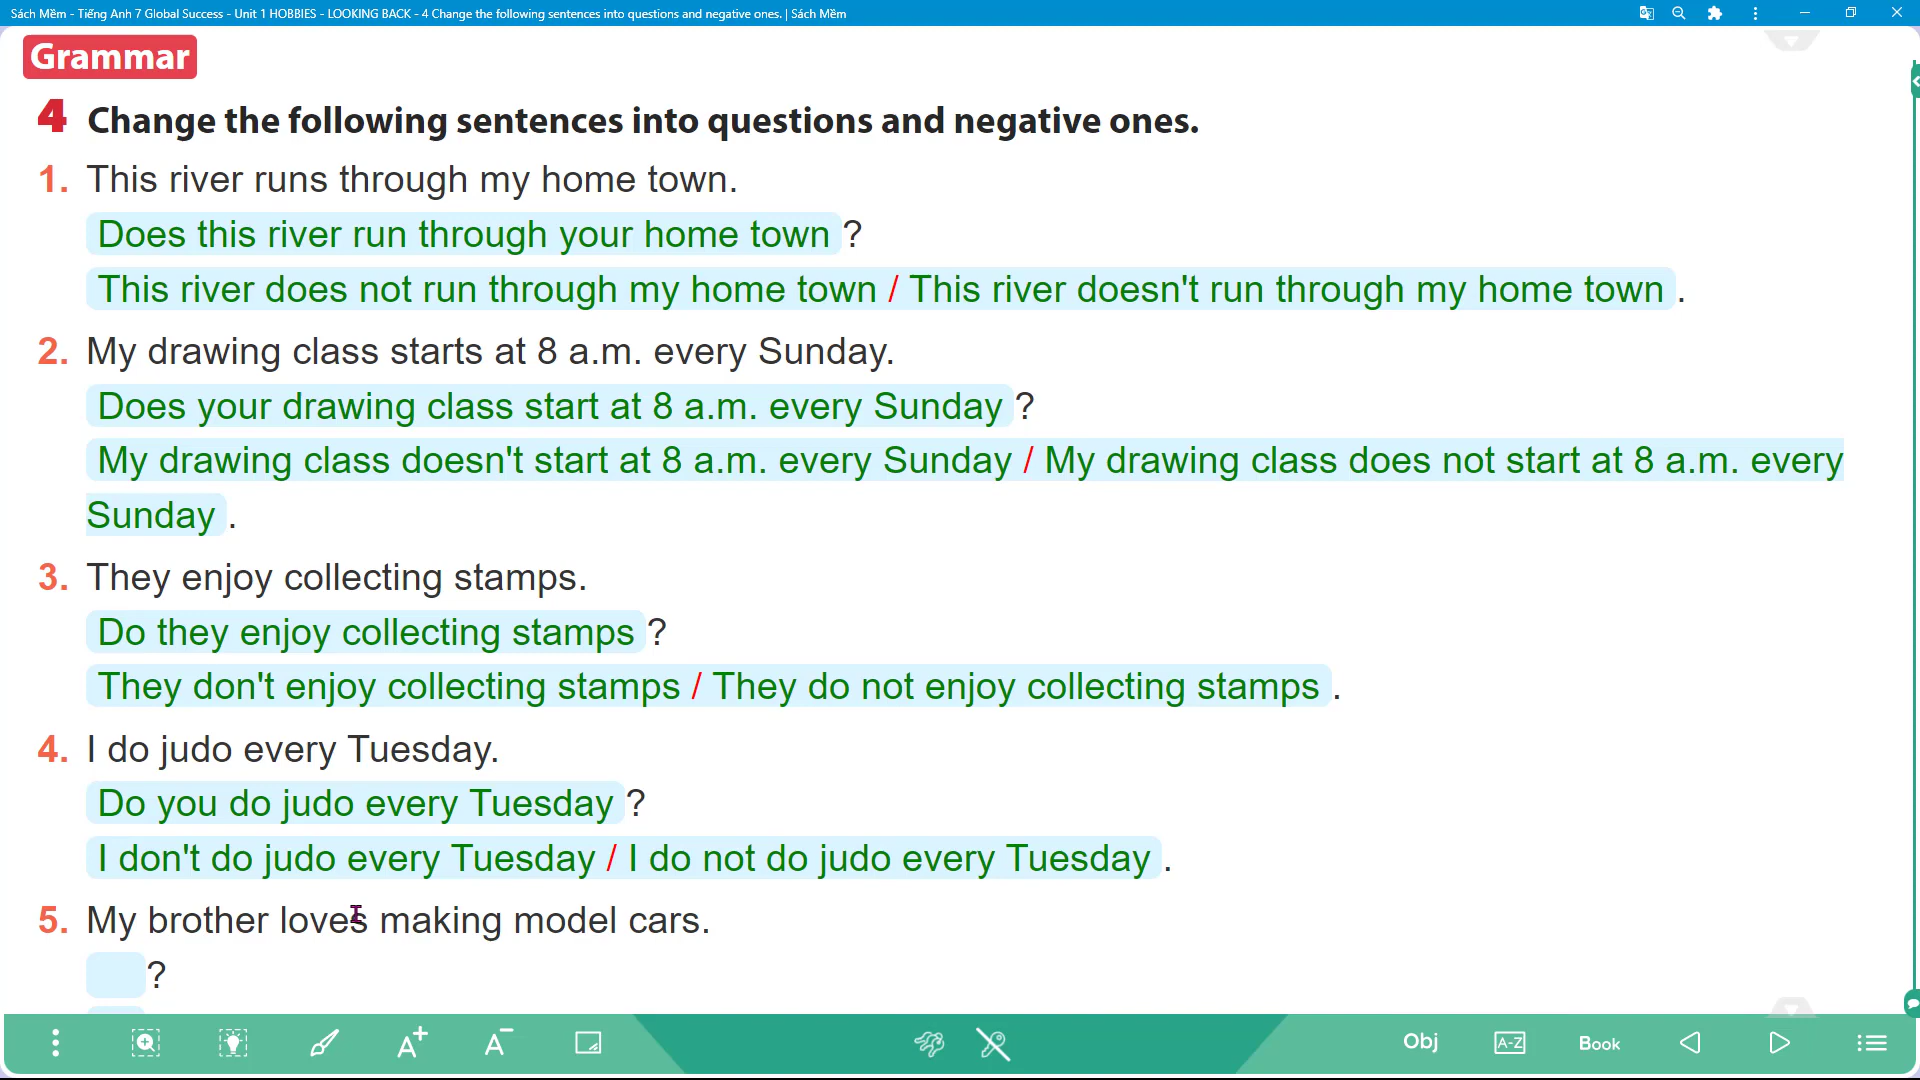 Sách Mềm - Tiếng Anh 7 Global Success - Unit 1 HOBBIES - LOOKING BACK - 4 Change the following sentences into questions and negative ones. | Sách Mềm
Grammar
4 Change the following sentences into questions and negative ones.
1. This river runs through my home town.
Does this river run through your home town ?
This river does not run through my home town / This river doesn't run through my home town .
2. My drawing class starts at 8 a.m. every Sunday.
Does your drawing class start at 8 a.m. every Sunday ?
My drawing class doesn't start at 8 a.m. every Sunday / My drawing class does not start at 8 a.m. every
Sunday .
3. They enjoy collecting stamps.
Do they enjoy collecting stamps ?
They don't enjoy collecting stamps / They do not enjoy collecting stamps .
4. I do judo every Tuesday.
Do you do judo every Tuesday ?
I don't do judo every Tuesday / I do not do judo every Tuesday .
5. My brother loves making model cars.
?
A+ A- Obj A-Z Book